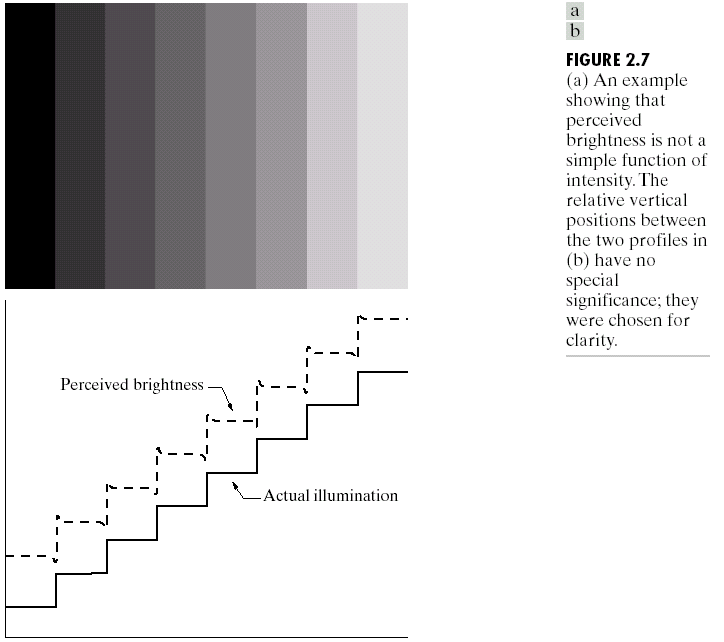 a
b
FIGURE 2.7
(a) An example
showing that
perceived
brightness is not a
simple function of
intensity. The
relative vertical
positions between
the two profiles in
(b) have no
special
significance; they
were chosen for
clarity.
Perceived brightness
Actual illumination